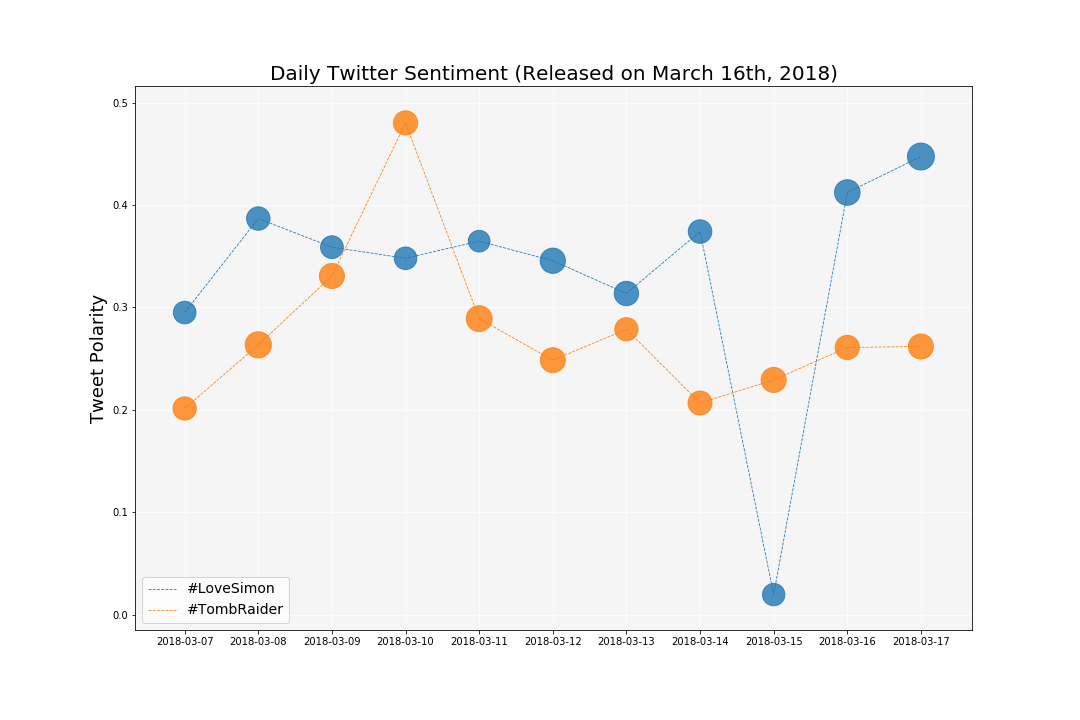 Daily Twitter Sentiment (Released on March 16th, 2018)
Tweet Polarity
0.5
0.4
0.3
0.2
0.1
0.0
#LoveSimon
#TombRaider
2018-03-07 2018-03-08 2018-03-09 2018-03-10 2018-03-11 2018-03-12 2018-03-13 2018-03-14 2018-03-15 2018-03-16 2018-03-17